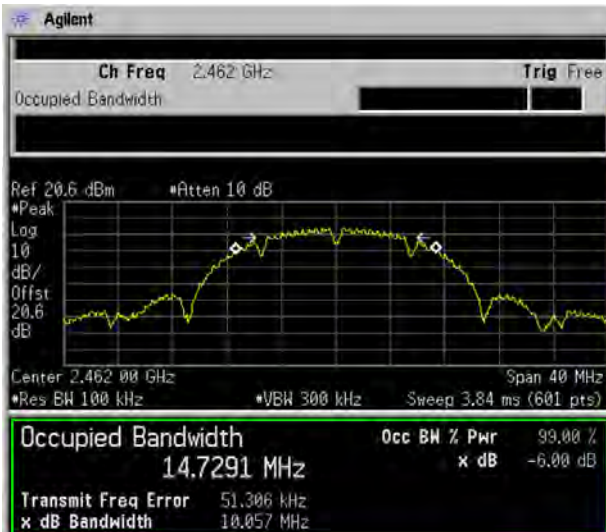 Agilent
Ch Freq 2.462 GHz Trig Free
Occupied Bandwidth
Ref 20.6 dBm #Atten 10 dB
#Peak
Log
10
dB/
Offst
20.6
dB
Center 2.462 00 GHz Span 40 MHz
#Res BW 100 kHz #VBW 300 kHz Sweep 3.84 ms (601 pts)
Occupied Bandwidth Occ BW % Pwr 99.00 %
14.7291 MHz x dB -6.00 dB
Transmit Freq Error 51.306 kHz
x dB Bandwidth 10.057 MHz